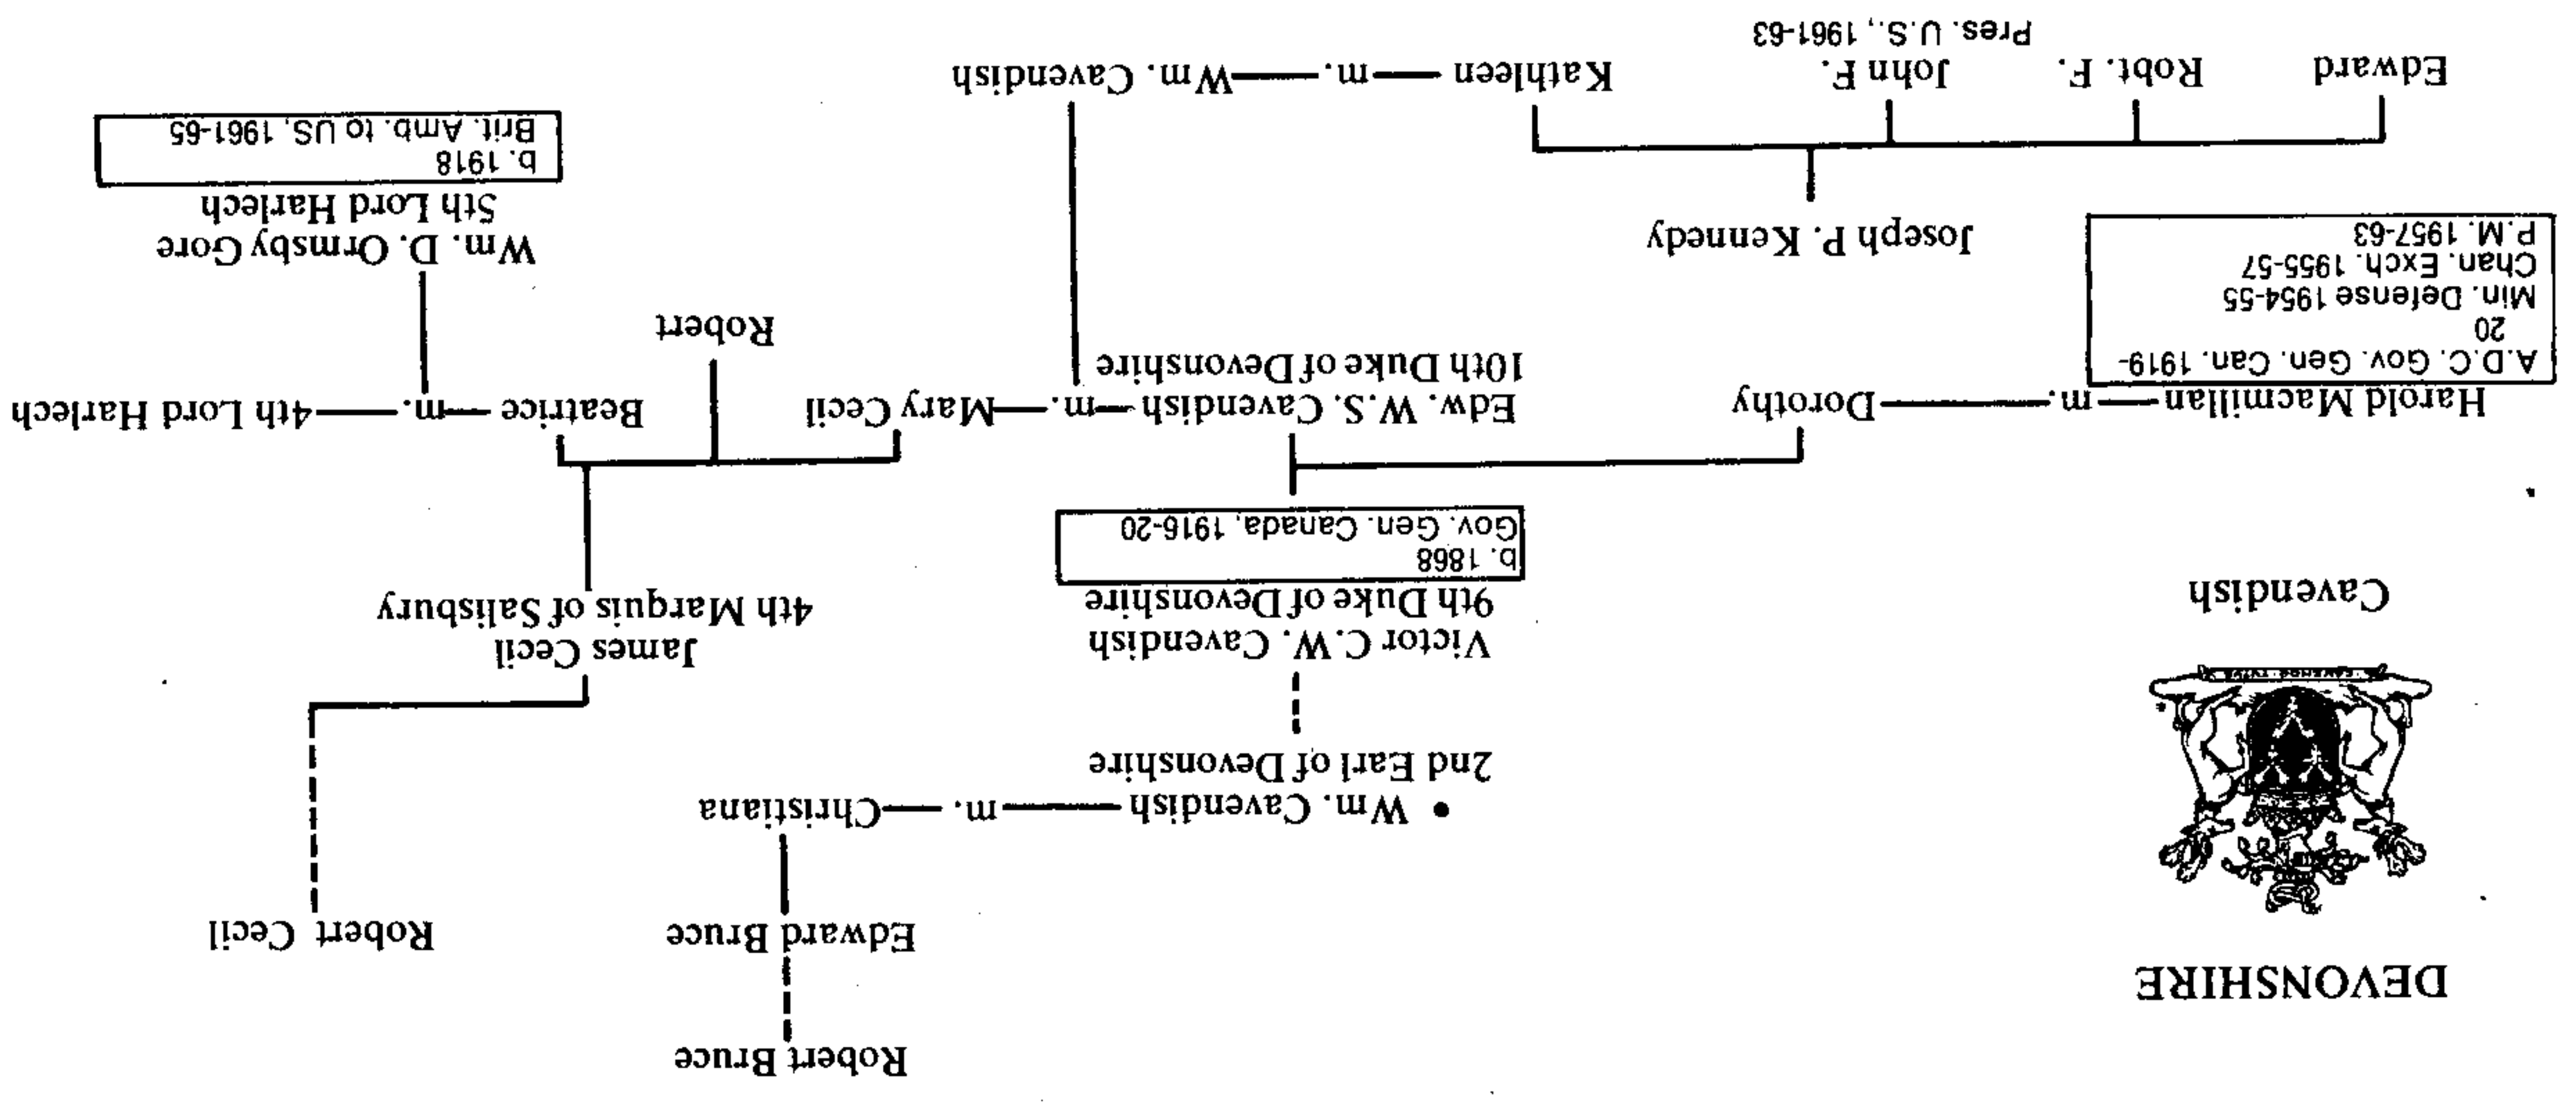 DEVONSHIRE
Cavendish
Robert Bruce
Edward Bruce
Robert Cecil
• Wm. Cavendish — m. — Christiana
2nd Earl of Devonshire
Victor C.W. Cavendish
9th Duke of Devonshire
b. 1868
Gov. Gen. Canada, 1916-20
James Cecil
4th Marquis of Salisbury
Harold Macmillan — m. — Dorothy
A.D.C. Gov. Gen. Can. 1919-
20
Min. Defense 1954-55
Chan. Exch. 1955-57
P.M. 1957-63
Edw. W.S. Cavendish — m. — Mary Cecil
10th Duke of Devonshire
Robert
Beatrice — m. — 4th Lord Harlech
Wm. D. Ormsby Gore
5th Lord Harlech
b. 1918
Brit. Amb. to US, 1961-65
Joseph P. Kennedy
Edward
Robt. F.
John F.
Pres. U.S., 1961-63
Kathleen — m. — Wm. Cavendish